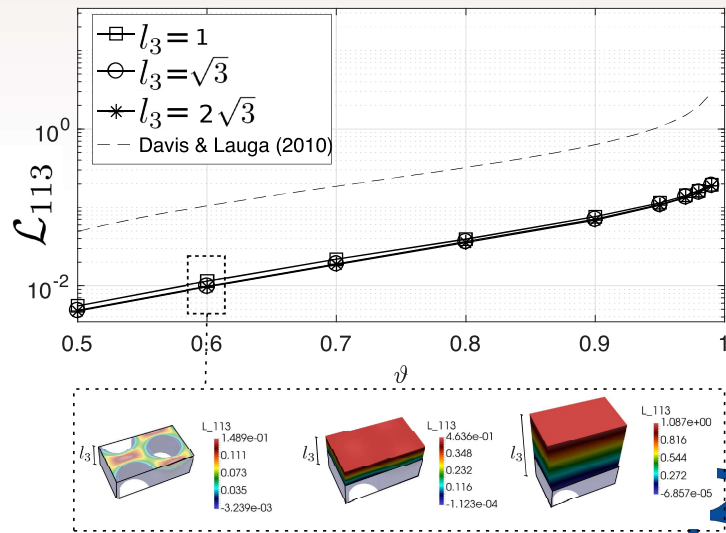 l₃ = 1
l₃ = √3
l₃ = 2√3
Davis & Lauga (2010)
ℒ₁₁₃
10⁰
10⁻²
0.5 0.6 0.7 0.8 0.9 1
ϑ
l₃
L_113
1.489e-01
0.111
0.073
0.035
-3.239e-03
l₃
L_113
4.636e-01
0.348
0.232
0.116
-1.123e-04
l₃
L_113
1.087e+00
0.816
0.544
0.272
-6.857e-05